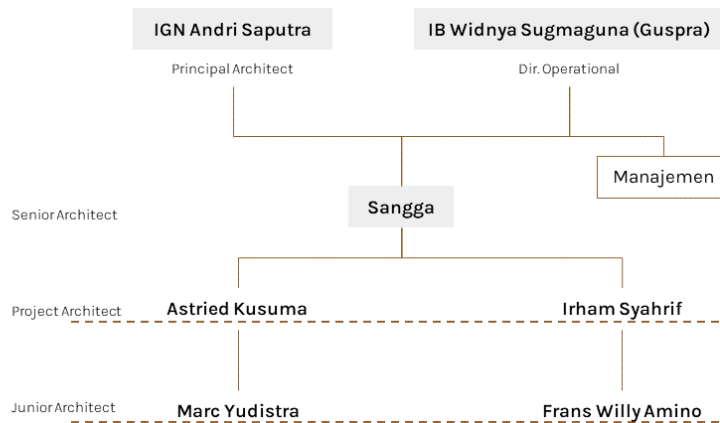 IGN Andri Saputra
IB Widnya Sugmaguna (Guspra)
Principal Architect
Dir. Operational
Manajemen
Senior Architect
Sangga
Project Architect
Astried Kusuma
Irham Syahrif
Junior Architect
Marc Yudistra
Frans Willy Amino